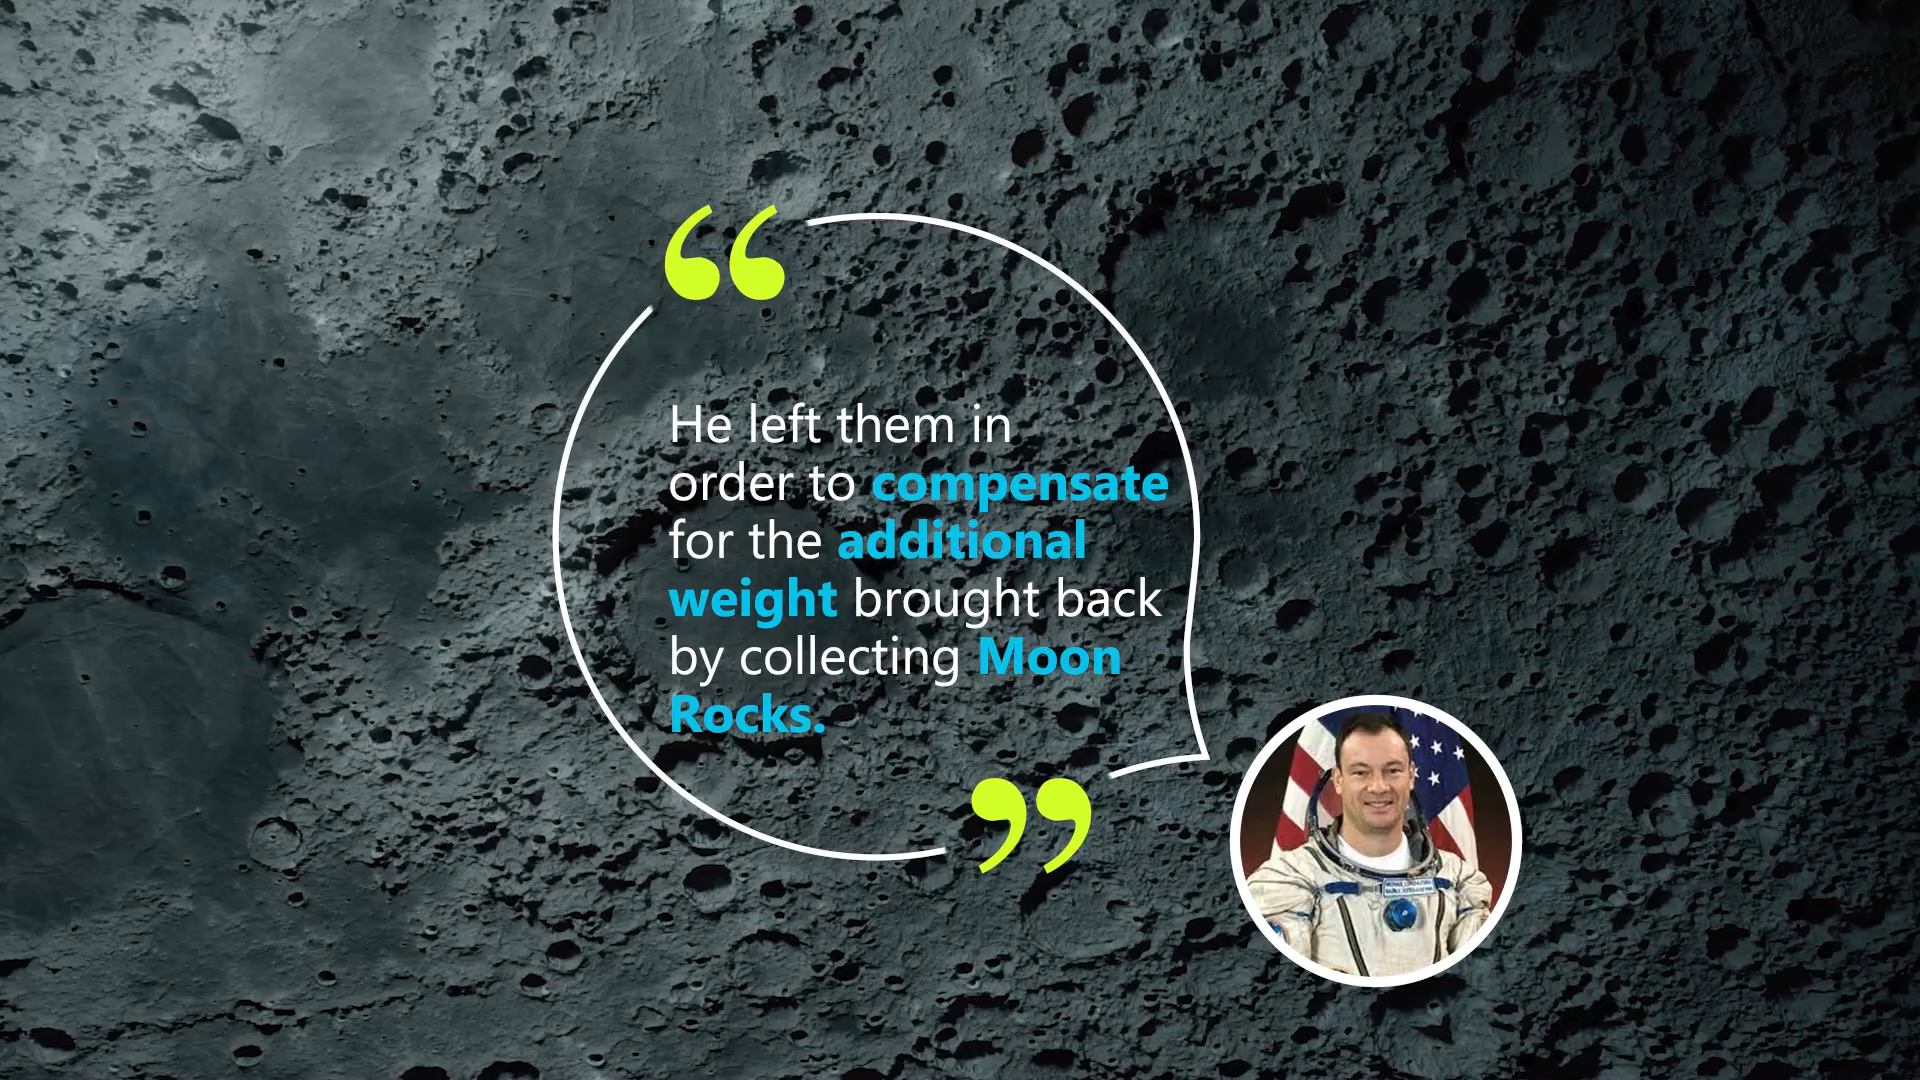 “
He left them in
order to compensate
for the additional
weight brought back
by collecting Moon
Rocks.
”